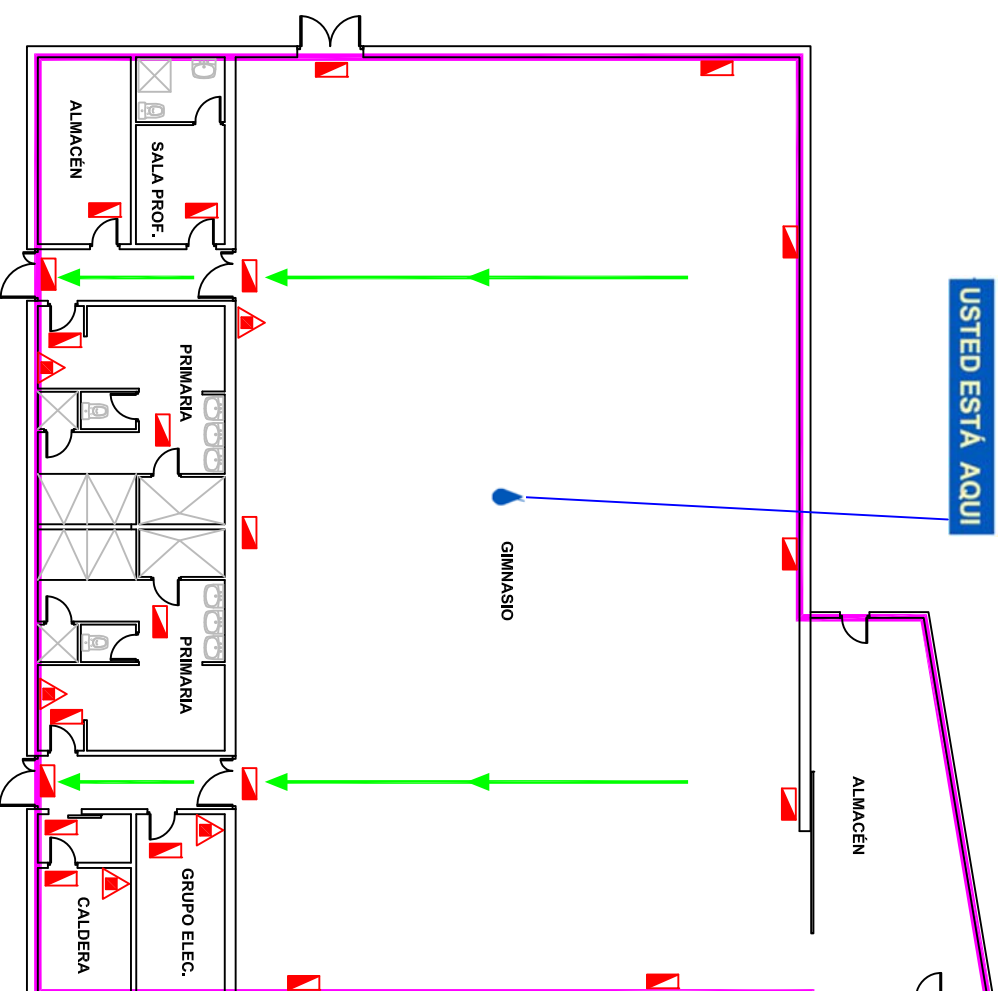 USTED ESTÁ AQUI
ALMACÉN
SALA PROF.
PRIMARIA
GIMNASIO
PRIMARIA
ALMACÉN
GRUPO ELEC.
CALDERA